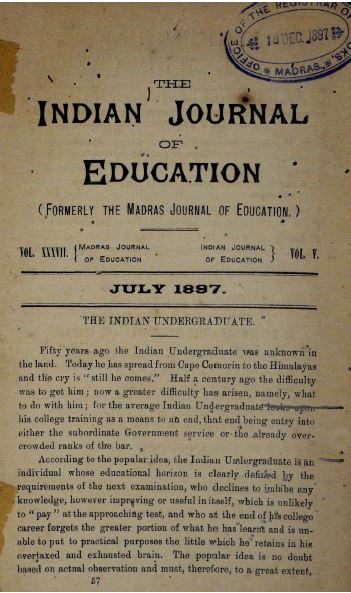 OFFICE OF THE REGISTRAR OF BOOKS,
18 DEC. 1897
MADRAS.
THE
INDIAN JOURNAL
OF
EDUCATION
(FORMERLY THE MADRAS JOURNAL OF EDUCATION.)
VOL. XXXVII. { MADRAS JOURNAL OF EDUCATION INDIAN JOURNAL OF EDUCATION } VOL. V.
JULY 1897.
THE INDIAN UNDERGRADUATE.
Fifty years ago the Indian Undergraduate was unknown in
the land. Today he has spread from Cape Comorin to the Himalayas
and the cry is "still he comes." Half a century ago the difficulty
was to get him; now a greater difficulty has arisen, namely, what
to do with him; for the average Indian Undergraduate looks upon
his college training as a means to an end, that end being entry into
either the subordinate Government service or the already over-
crowded ranks of the bar.
According to the popular idea, the Indian Undergraduate is an
individual whose educational horizon is clearly defined by the
requirements of the next examination, who declines to imbibe any
knowledge, however improving or useful in itself, which is unlikely
to "pay" at the approaching test, and who at the end of his college
career forgets the greater portion of what he has learnt and is un-
able to put to practical purposes the little which he retains in his
overtaxed and exhausted brain. The popular idea is no doubt
based on actual observation and must, therefore, to a great extent,
57